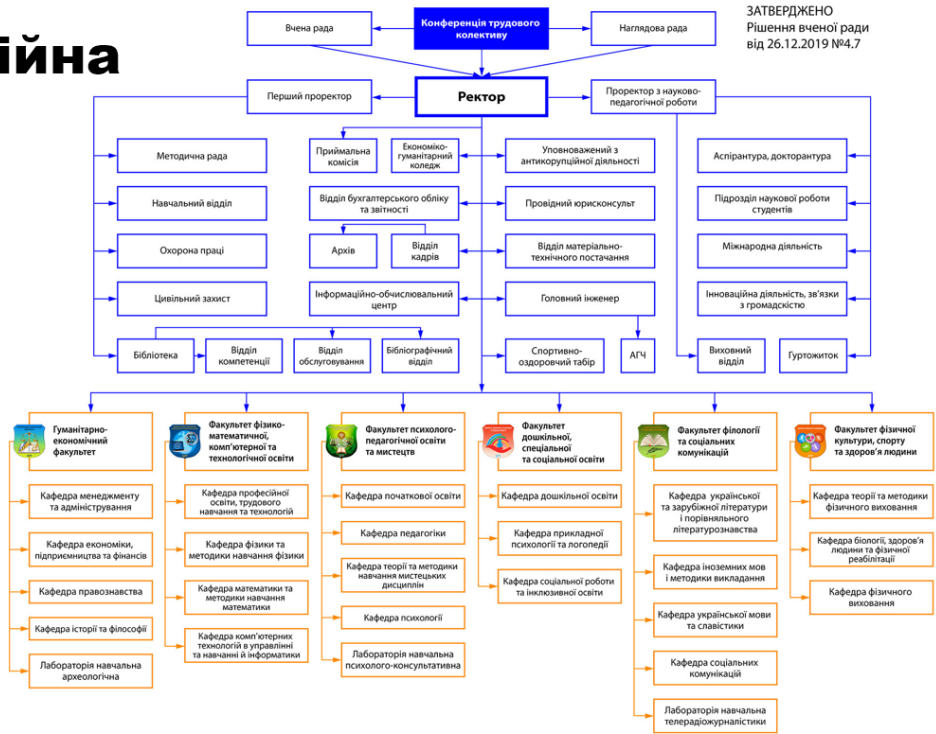 ійна
ЗАТВЕРДЖЕНО
Рішення вченої ради
від 26.12.2019 №4.7
Вчена рада
Конференція трудового
колективу
Наглядова рада
Перший проректор
Ректор
Проректор з науково-
педагогічної роботи
Методична рада
Приймальна
комісія
Економіко-
гуманітарний
коледж
Уповноважений з
антикорупційної діяльності
Аспірантура, докторантура
Навчальний відділ
Відділ бухгалтерського обліку
та звітності
Провідний юрисконсульт
Підрозділ наукової роботи
студентів
Охорона праці
Архів
Відділ
кадрів
Відділ матеріально-
технічного постачання
Міжнародна діяльність
Цивільний захист
Інформаційно-обчислювальний
центр
Головний інженер
Інноваційна діяльність, зв'язки
з громадскістю
Бібліотека
Відділ
компетенції
Відділ
обслуговування
Бібліографічний
відділ
Спортивно-
оздоровчий табір
АГЧ
Виховний
відділ
Гуртожиток
Гуманітарно-
економічний
факультет
Кафедра менеджменту
та адміністрування
Кафедра економіки,
підприємництва та фінансів
Кафедра правознавства
Кафедра історії та філософії
Лабораторія навчальна
археологічна
Факультет фізико-
математичної,
комп'ютерної та
технологічної освіти
Кафедра професійної
освіти, трудового
навчання та технологій
Кафедра фізики та
методики навчання фізики
Кафедра математики та
методики навчання
математики
Кафедра комп'ютерних
технологій в управлінні
та навчанні й інформатики
Факультет психолого-
педагогічної освіти
та мистецтв
Кафедра початкової освіти
Кафедра педагогіки
Кафедра теорії та методики
навчання мистецьких
дисциплін
Кафедра психології
Лабораторія навчальна
психолого-консультативна
Факультет
дошкільної,
спеціальної
та соціальної освіти
Кафедра дошкільної освіти
Кафедра прикладної
психології та логопедії
Кафедра соціальної роботи
та інклюзивної освіти
Факультет філології
та соціальних
комунікацій
Кафедра української
та зарубіжної літератури
і порівняльного
літературознавства
Кафедра іноземних мов
і методики викладання
Кафедра української мови
та славістики
Кафедра соціальних
комунікацій
Лабораторія навчальна
телерадіожурналістики
Факультет фізичної
культури, спорту
та здоров'я людини
Кафедра теорії та методики
фізичного виховання
Кафедра біології, здоров'я
людини та фізичної
реабілітації
Кафедра фізичного
виховання